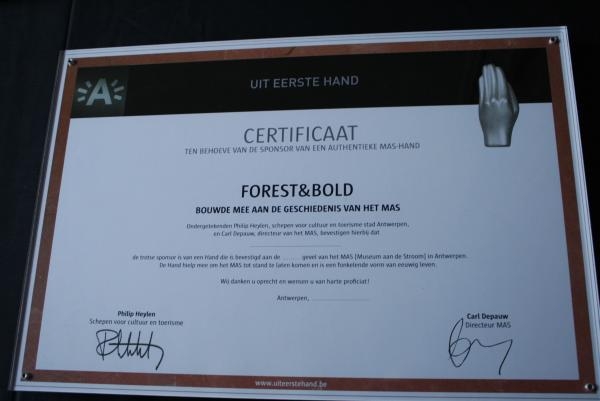 A
UIT EERSTE HAND
CERTIFICAAT
TEN BEHOEVE VAN DE SPONSOR VAN EEN AUTHENTIEKE MAS-HAND
FOREST&BOLD
BOUWDE MEE AAN DE GESCHIEDENIS VAN HET MAS
Ondergetekenden Philip Heylen, schepen voor cultuur en toerisme stad Antwerpen,
en Carl Depauw, directeur van het MAS, bevestigen hierbij dat
de trotse sponsor is van een Hand die is bevestigd aan de ........ gevel van het MAS [Museum aan de Stroom] in Antwerpen.
De Hand hielp mee om het MAS tot stand te laten komen en is een fonkelende vorm van eeuwig leven.
Wij danken u oprecht en wensen u van harte proficiat!
Antwerpen, ........................
Philip Heylen
Schepen voor cultuur en toerisme
Carl Depauw
Directeur MAS
www.uiteerstehand.be